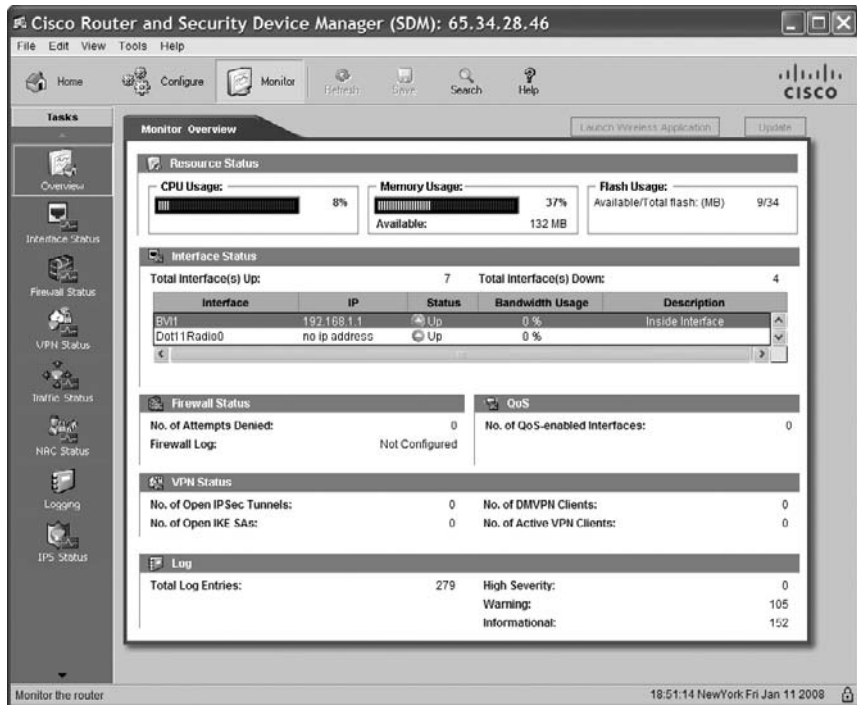 Cisco Router and Security Device Manager (SDM): 65.34.28.46
File Edit View Tools Help
Home Configure Monitor Refresh Save Search Help
CISCO
Tasks
Overview
Interface Status
Firewall Status
VPN Status
Traffic Status
NAC Status
Logging
IPS Status
Monitor Overview
Launch Wireless Application Update
Resource Status
CPU Usage: 8%
Memory Usage: 37%
Available: 132 MB
Flash Usage:
Available/Total flash: (MB) 9/34
Interface Status
Total Interface(s) Up: 7 Total Interface(s) Down: 4
Interface IP Status Bandwidth Usage Description
BVI1 192.168.1.1 Up 0 % Inside Interface
Dot11Radio0 no ip address Up 0 %
Firewall Status
No. of Attempts Denied: 0
Firewall Log: Not Configured
QoS
No. of QoS-enabled Interfaces: 0
VPN Status
No. of Open IPSec Tunnels: 0 No. of DMVPN Clients: 0
No. of Open IKE SAs: 0 No. of Active VPN Clients: 0
Log
Total Log Entries: 279 High Severity: 0
Warning: 105
Informational: 152
Monitor the router 18:51:14 NewYork Fri Jan 11 2008